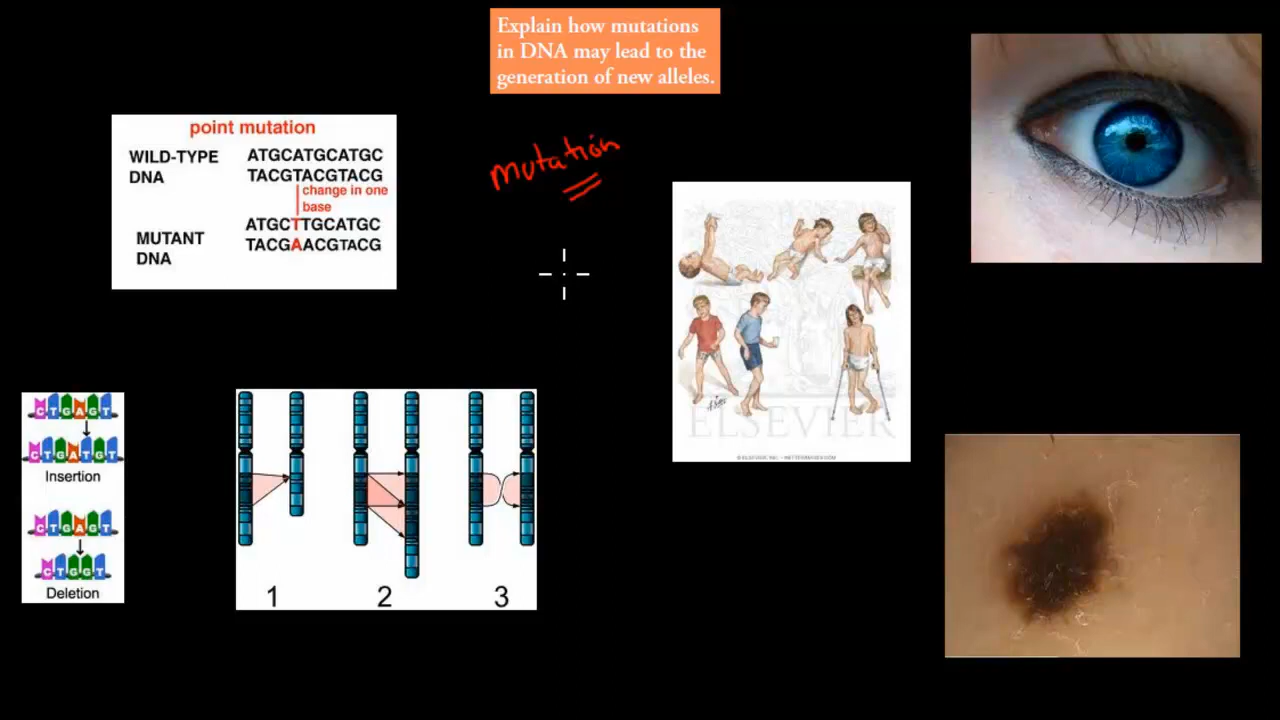 Explain how mutations
in DNA may lead to the
generation of new alleles.
mutation
point mutation
WILD-TYPE ATGCATGCATGC
DNA TACGTACGTACG
change in one
base
MUTANT ATGCTTGCATGC
DNA TACGAACGTACG
CTGAGT
CTGATGT
Insertion
CTGAGT
CTGGT
Deletion
1 2 3
ELSEVIER